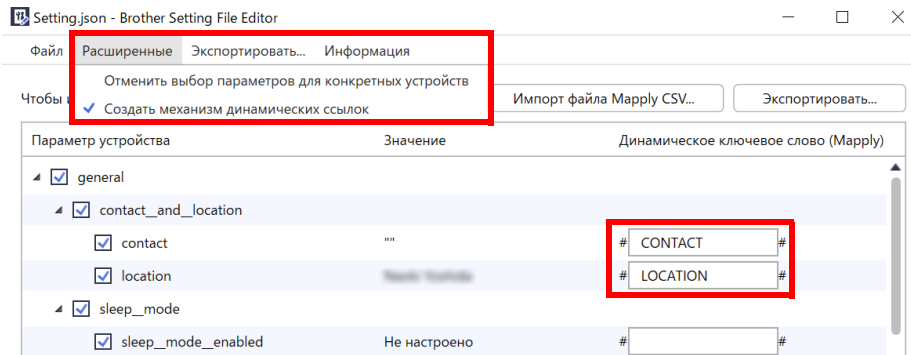 Setting.json - Brother Setting File Editor
Файл Расширенные Экспортировать... Информация
Отменить выбор параметров для конкретных устройств
Чтобы и
Создать механизм динамических ссылок
Импорт файла Mapply CSV... Экспортировать...
Параметр устройства Значение Динамическое ключевое слово (Mapply)
general
contact__and__location
contact "" # CONTACT #
location # LOCATION #
sleep__mode
sleep__mode__enabled Не настроено # #